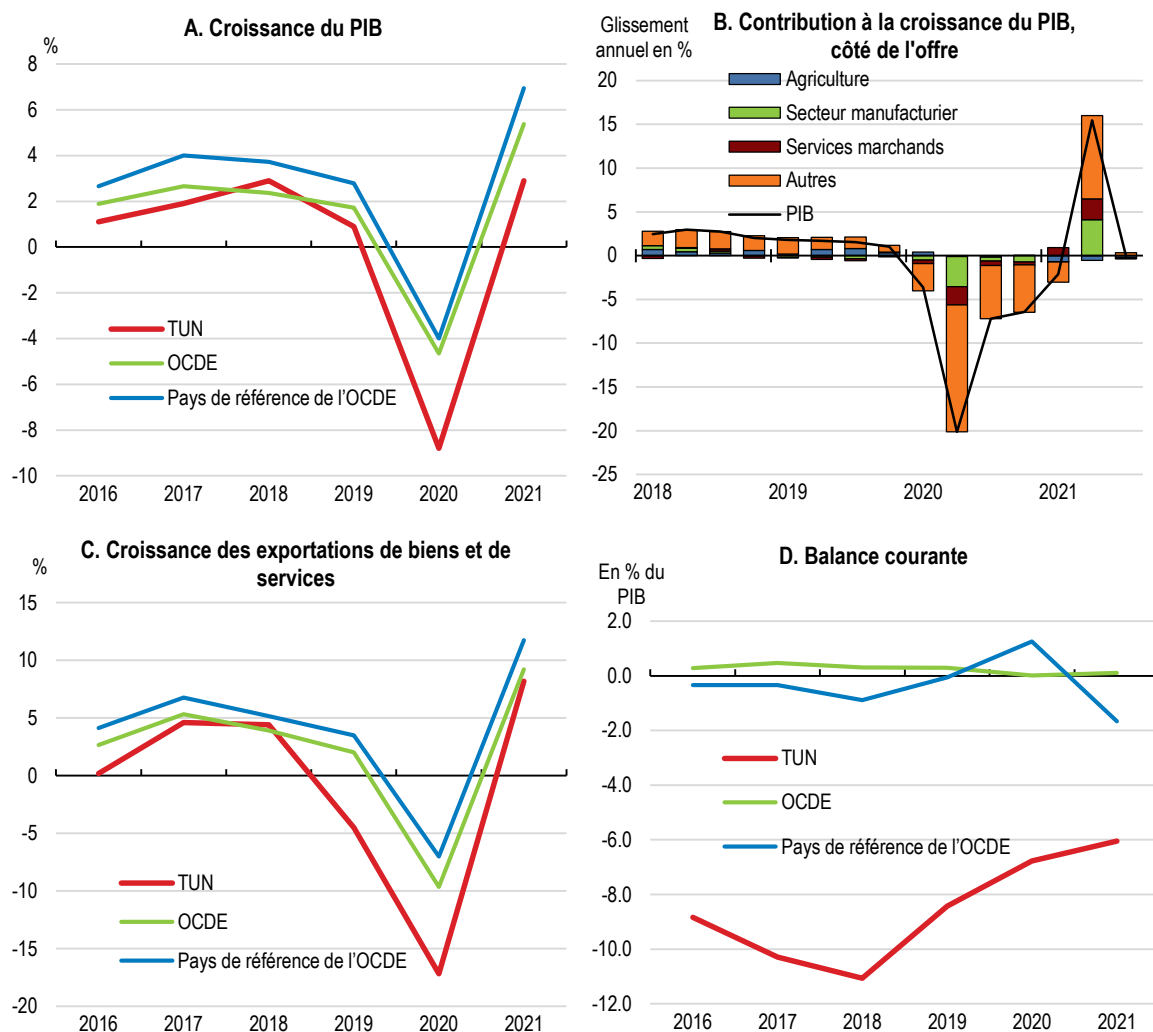 A. Croissance du PIB
%
8
6
4
2
0
-2
-4
-6
-8
-10
TUN
OCDE
Pays de référence de l'OCDE
2016 2017 2018 2019 2020 2021
B. Contribution à la croissance du PIB,
côté de l'offre
Glissement
annuel en %
20
15
10
5
0
-5
-10
-15
-20
-25
Agriculture
Secteur manufacturier
Services marchands
Autres
PIB
2018 2019 2020 2021
C. Croissance des exportations de biens et de
services
%
15
10
5
0
-5
-10
-15
-20
TUN
OCDE
Pays de référence de l'OCDE
2016 2017 2018 2019 2020 2021
D. Balance courante
En % du
PIB
2.0
0.0
-2.0
-4.0
-6.0
-8.0
-10.0
-12.0
TUN
OCDE
Pays de référence de l'OCDE
2016 2017 2018 2019 2020 2021